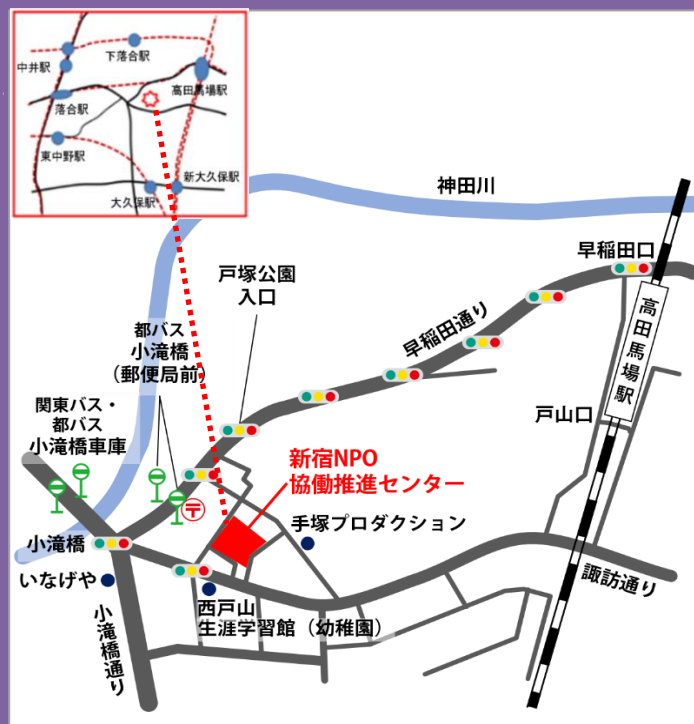 中井駅
下落合駅
高田馬場駅
落合駅
東中野駅
新大久保駅
大久保駅
神田川
早稲田口
戸塚公園
入口
早稲田通り
高田馬場駅
都バス
小滝橋
（郵便局前）
戸山口
関東バス・
都バス
小滝橋車庫
新宿NPO
協働推進センター
〒
手塚プロダクション
小滝橋
いなげや
諏訪通り
西戸山
生涯学習館（幼稚園）
小滝橋通り